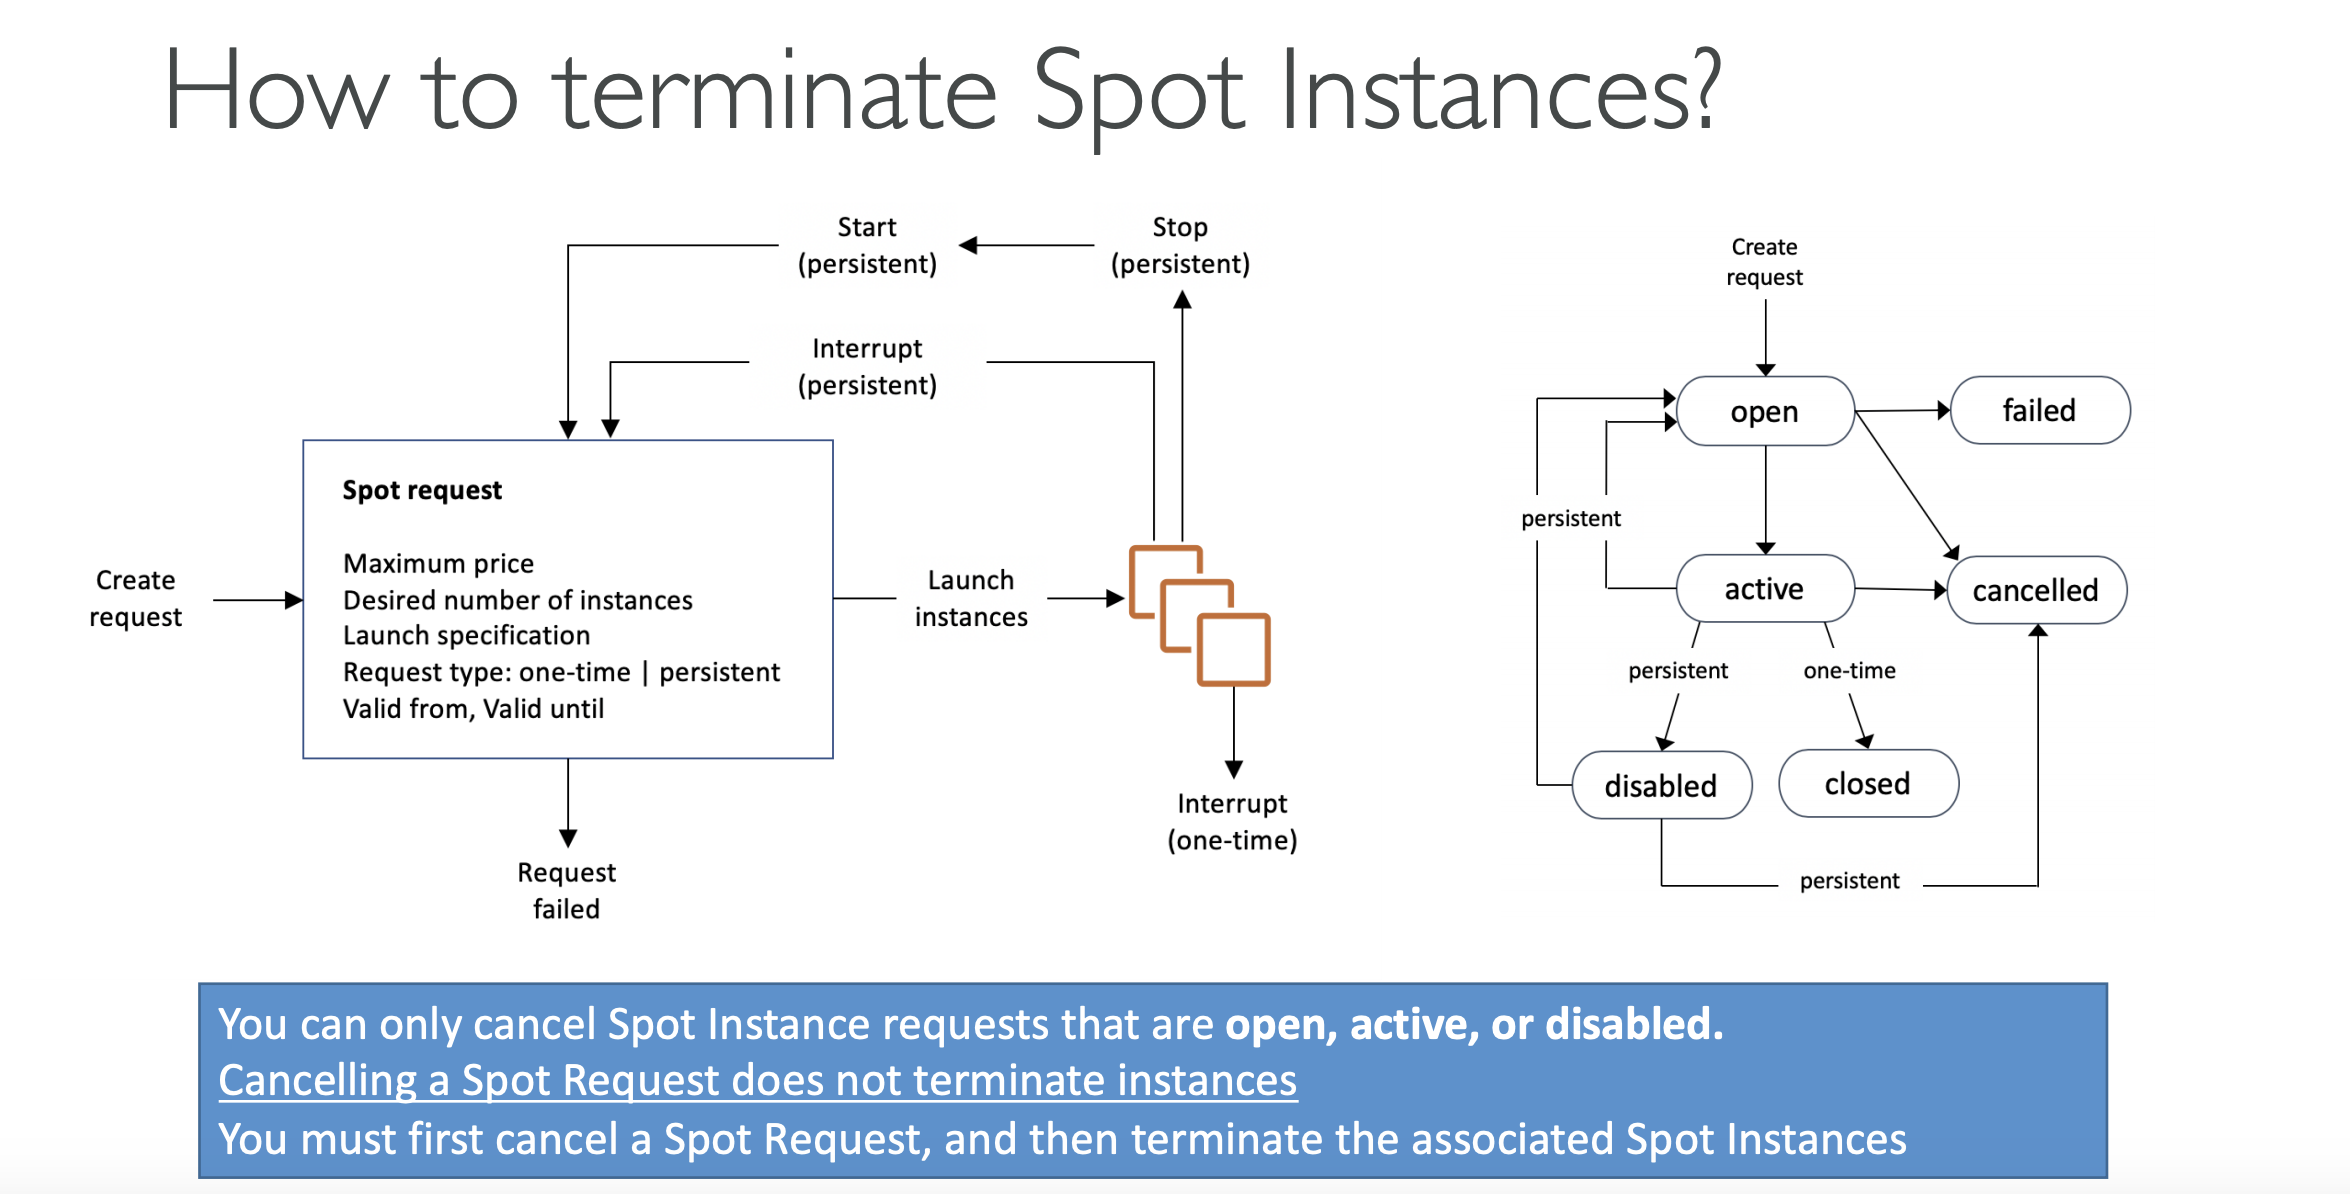 How to terminate Spot Instances?
Start
(persistent)
Stop
(persistent)
Interrupt
(persistent)
Create
request
Spot request
Maximum price
Desired number of instances
Launch specification
Request type: one-time | persistent
Valid from, Valid until
Launch
instances
Request
failed
Interrupt
(one-time)
Create
request
open
failed
persistent
active
cancelled
persistent
one-time
disabled
closed
persistent
You can only cancel Spot Instance requests that are open, active, or disabled.
Cancelling a Spot Request does not terminate instances
You must first cancel a Spot Request, and then terminate the associated Spot Instances